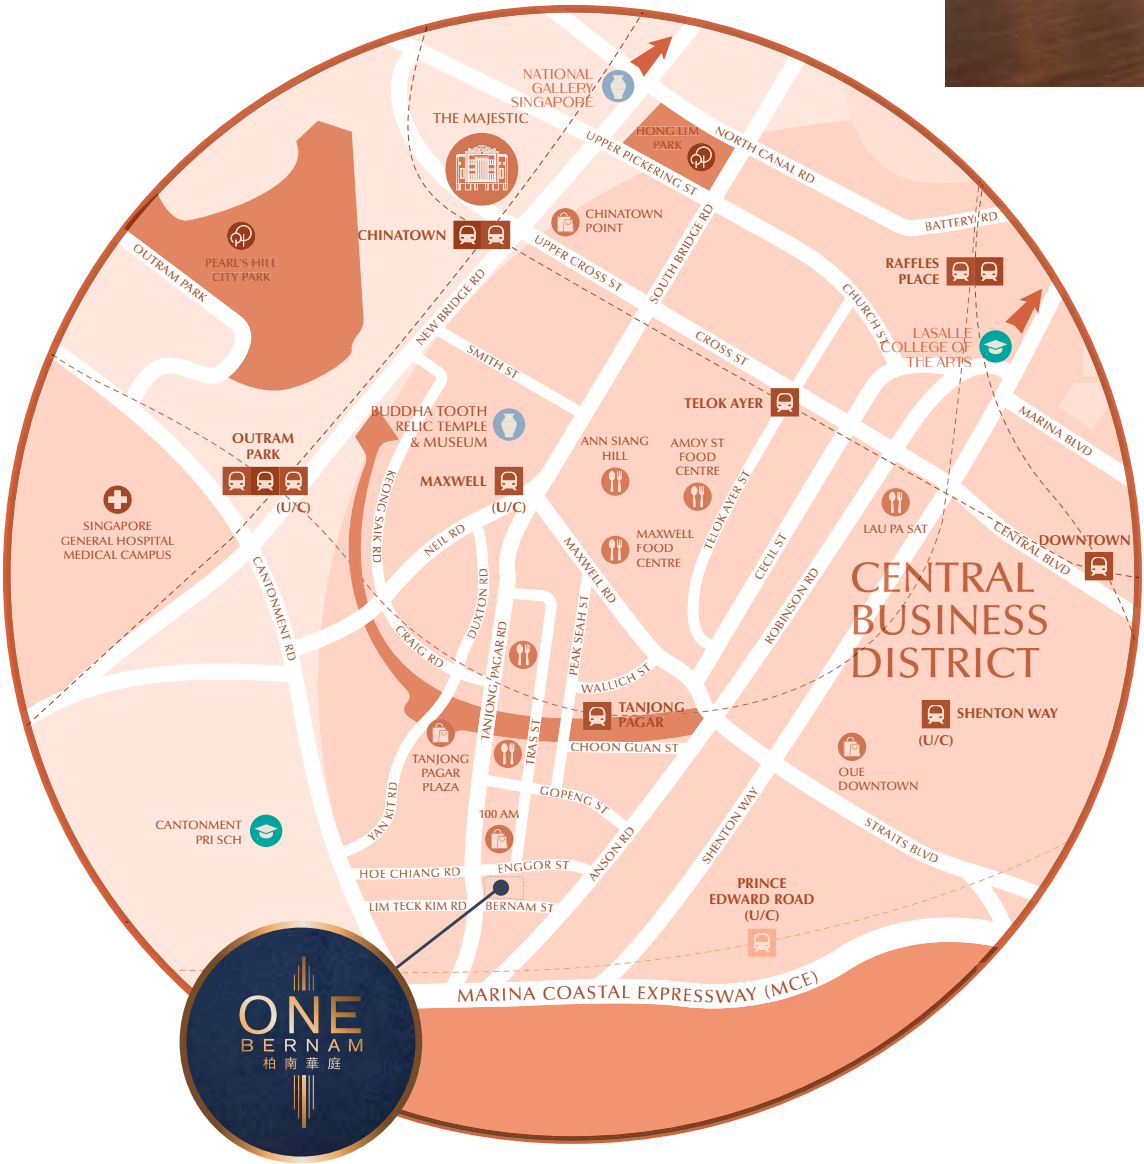 NATIONAL
GALLERY
SINGAPORE
THE MAJESTIC
HONG LIM
PARK
NORTH CANAL RD
UPPER PICKERING ST
CHINATOWN
POINT
CHINATOWN
BATTERY RD
PEARL'S HILL
CITY PARK
OUTRAM PARK
UPPER CROSS ST
SOUTH BRIDGE RD
RAFFLES
PLACE
NEW BRIDGE RD
CHURCH ST
LASALLE
COLLEGE OF
THE ARTS
SMITH ST
CROSS ST
TELOK AYER
MARINA BLVD
BUDDHA TOOTH
RELIC TEMPLE
& MUSEUM
OUTRAM
PARK
(U/C)
ANN SIANG
HILL
AMOY ST
FOOD
CENTRE
MAXWELL
(U/C)
KEONG SAIK RD
TELOK AYER ST
SINGAPORE
GENERAL HOSPITAL
MEDICAL CAMPUS
LAU PA SAT
NEIL RD
MAXWELL
FOOD
CENTRE
MAXWELL RD
CECIL ST
CENTRAL BLVD
DOWNTOWN
CANTONMENT RD
DUXTON RD
ROBINSON RD
CENTRAL
BUSINESS
DISTRICT
CRAIG RD
TANJONG PAGAR RD
PEAK SEAH ST
WALLICH ST
TANJONG
PAGAR
SHENTON WAY
(U/C)
TRAS ST
CHOON GUAN ST
TANJONG
PAGAR
PLAZA
OUE
DOWNTOWN
YAN KIT RD
GOPENG ST
100 AM
SHENTON WAY
CANTONMENT
PRI SCH
STRAITS BLVD
ANSON RD
HOE CHIANG RD
ENGGOR ST
PRINCE
EDWARD ROAD
(U/C)
LIM TECK KIM RD
BERNAM ST
MARINA COASTAL EXPRESSWAY (MCE)
ONE
BERNAM
柏南華庭